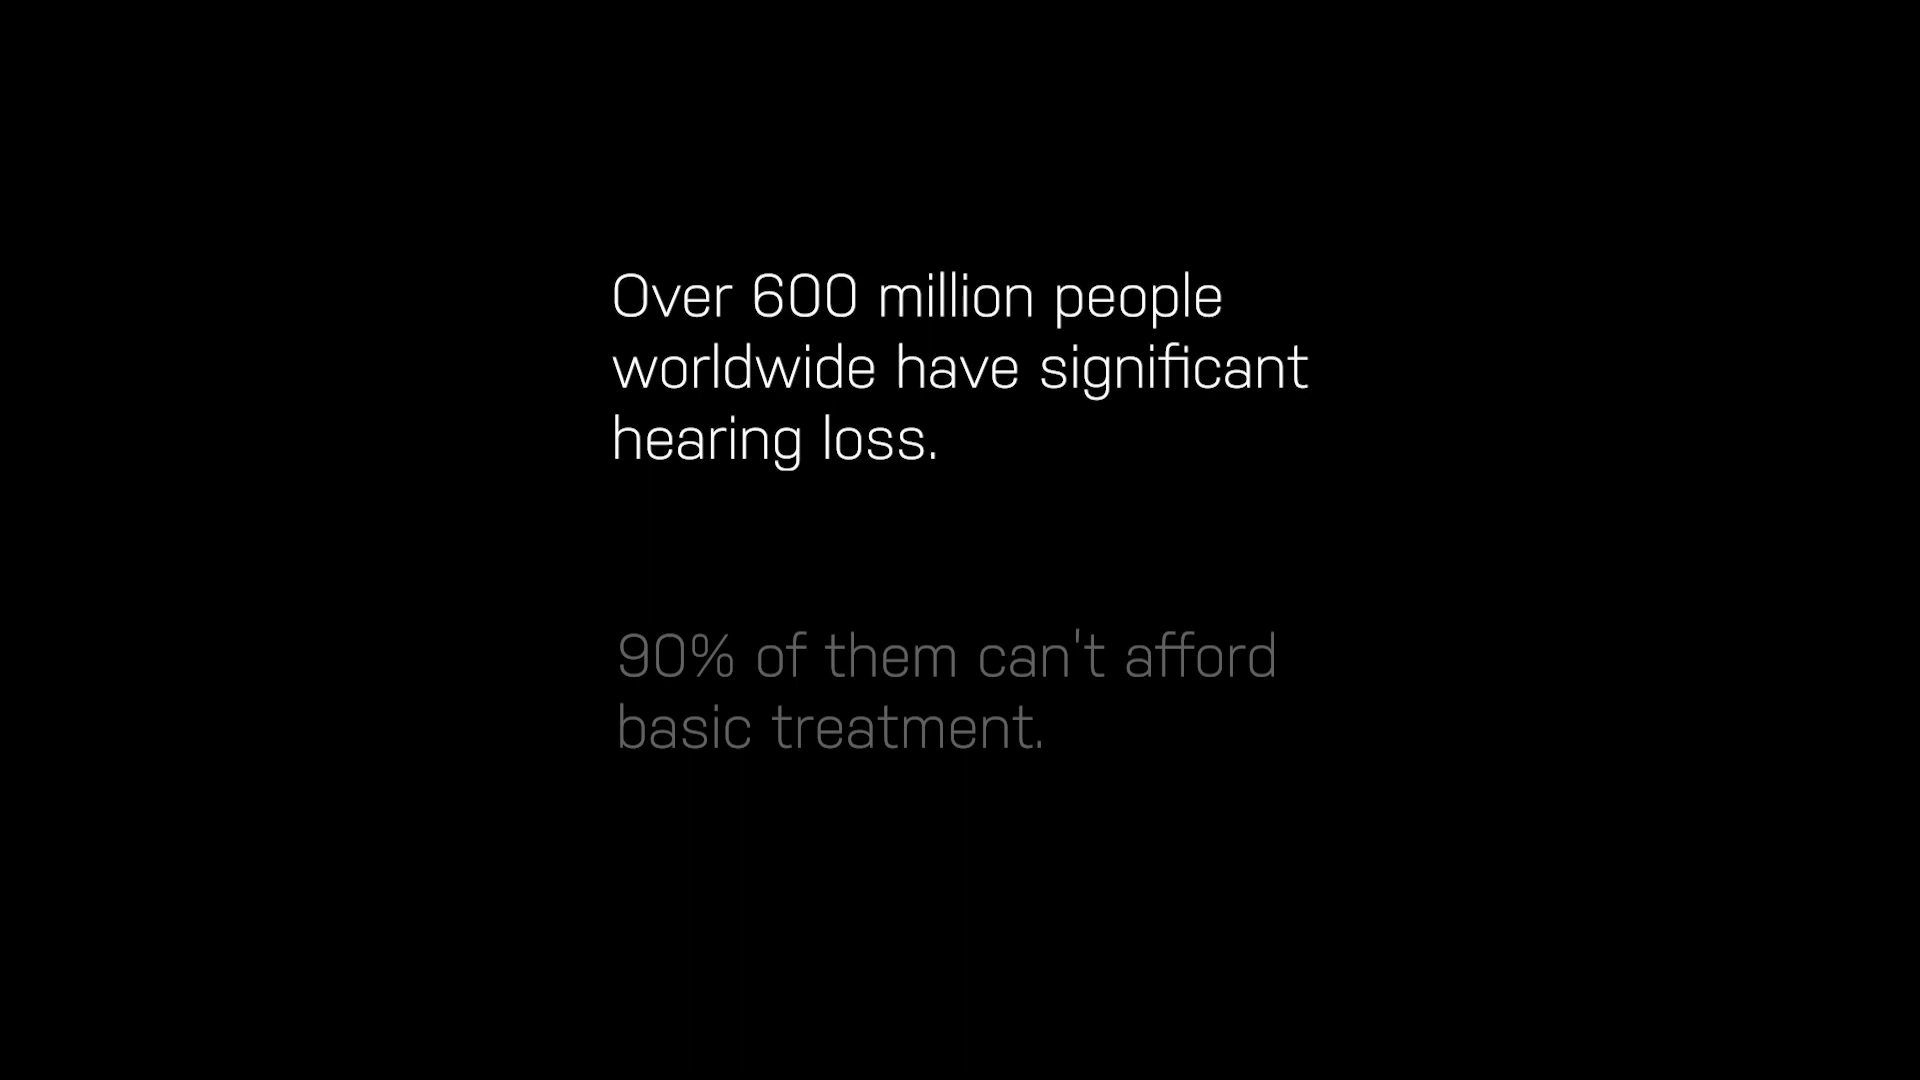 Over 600 million people
worldwide have significant
hearing loss.
90% of them can't afford
basic treatment.